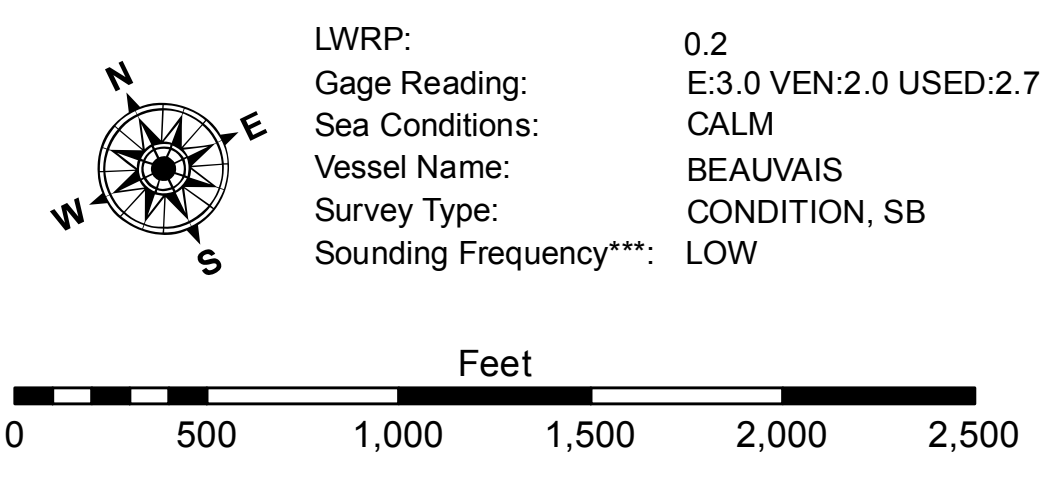 N
E
W
S
LWRP: 0.2
Gage Reading: E:3.0 VEN:2.0 USED:2.7
Sea Conditions: CALM
Vessel Name: BEAUVAIS
Survey Type: CONDITION, SB
Sounding Frequency***: LOW
Feet
0 500 1,000 1,500 2,000 2,500